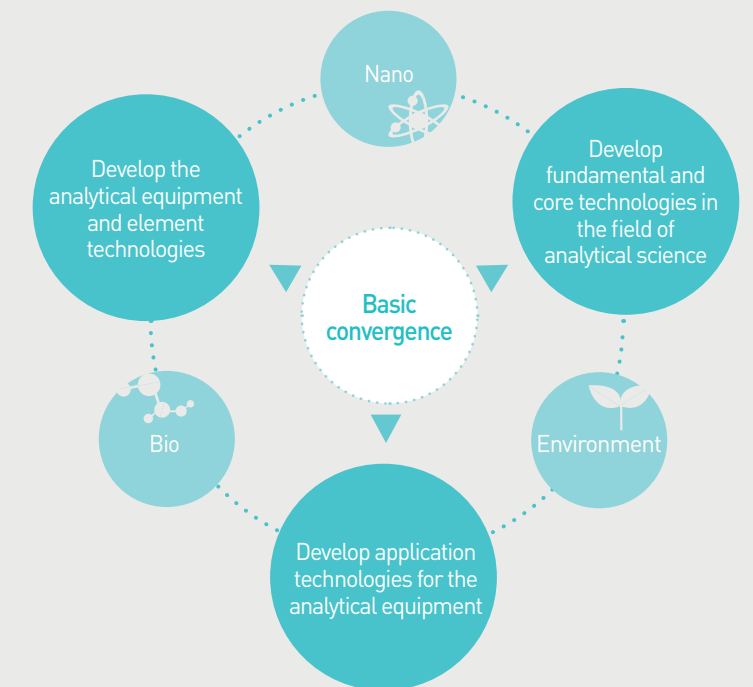 Nano
Develop the
analytical equipment
and element
technologies
Develop
fundamental and
core technologies in
the field of
analytical science
Basic
convergence
Bio
Environment
Develop application
technologies for the
analytical equipment